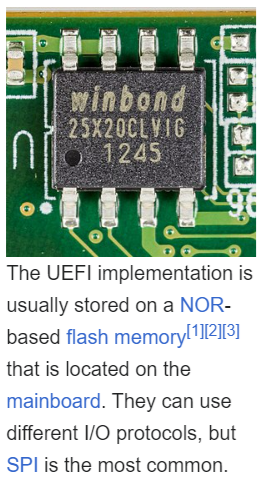 winbond
25X20CLVIG
1245
The UEFI implementation is
usually stored on a NOR-
based flash memory[1][2][3]
that is located on the
mainboard. They can use
different I/O protocols, but
SPI is the most common.